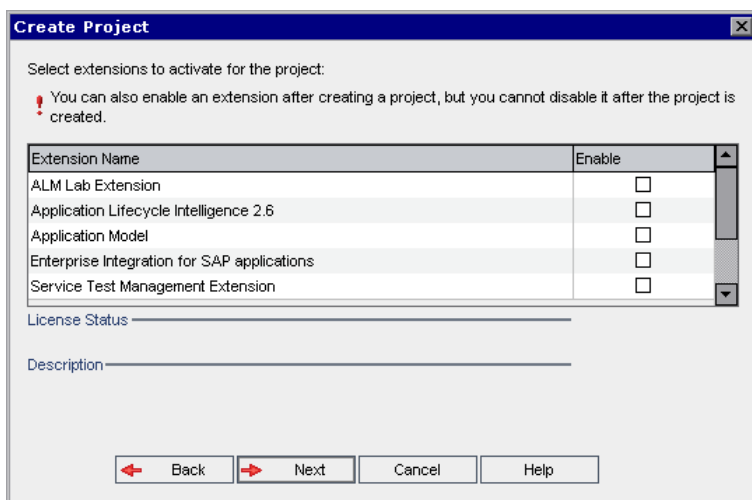 Create Project
Select extensions to activate for the project:
You can also enable an extension after creating a project, but you cannot disable it after the project is
created.
Extension Name Enable
ALM Lab Extension
Application Lifecycle Intelligence 2.6
Application Model
Enterprise Integration for SAP applications
Service Test Management Extension
License Status
Description
Back Next Cancel Help